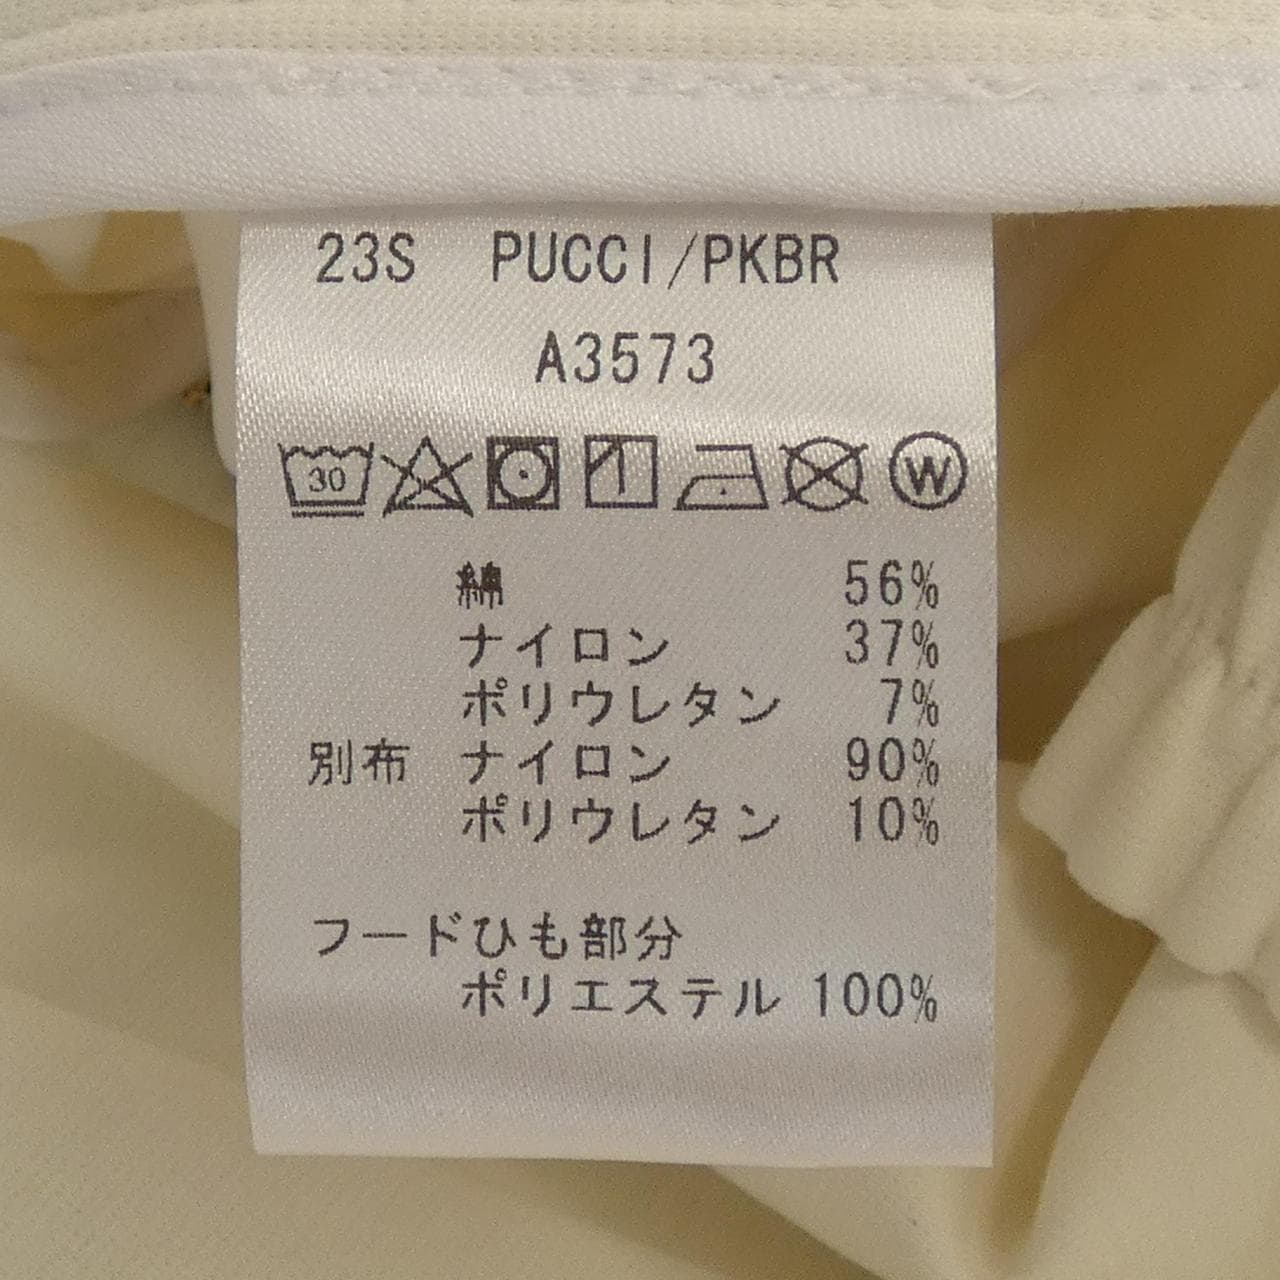 23S PUCCI/PKBR
A3573
30 W
綿 56%
ナイロン 37%
ポリウレタン 7%
別布 ナイロン 90%
ポリウレタン 10%
フードひも部分
ポリエステル 100%